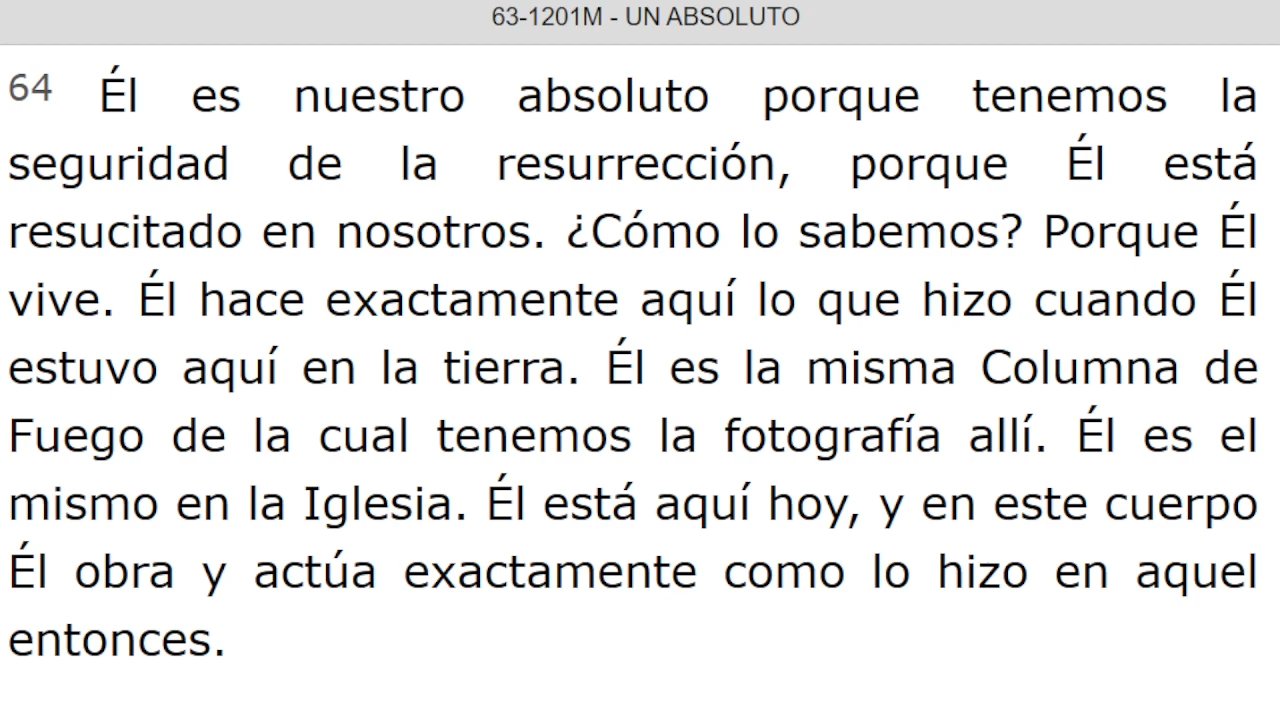 63-1201M - UN ABSOLUTO
64 Él es nuestro absoluto porque tenemos la
seguridad de la resurrección, porque Él está
resucitado en nosotros. ¿Cómo lo sabemos? Porque Él
vive. Él hace exactamente aquí lo que hizo cuando Él
estuvo aquí en la tierra. Él es la misma Columna de
Fuego de la cual tenemos la fotografía allí. Él es el
mismo en la Iglesia. Él está aquí hoy, y en este cuerpo
Él obra y actúa exactamente como lo hizo en aquel
entonces.